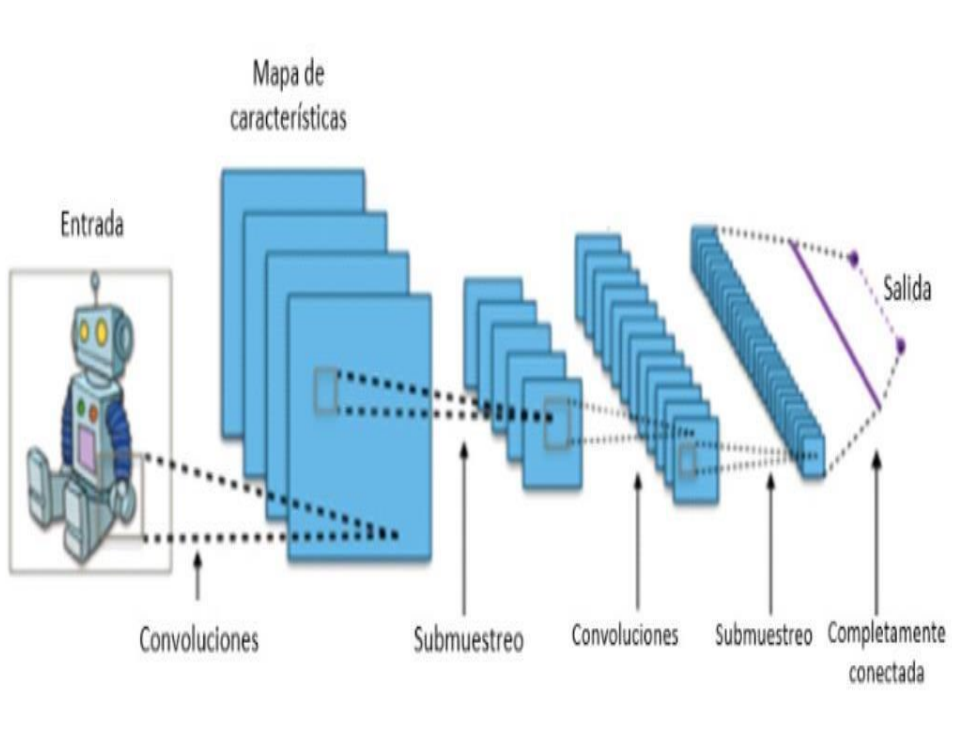 Mapa de
características
Entrada
Salida
Convoluciones
Submuestreo
Convoluciones
Submuestreo
Completamente
conectada